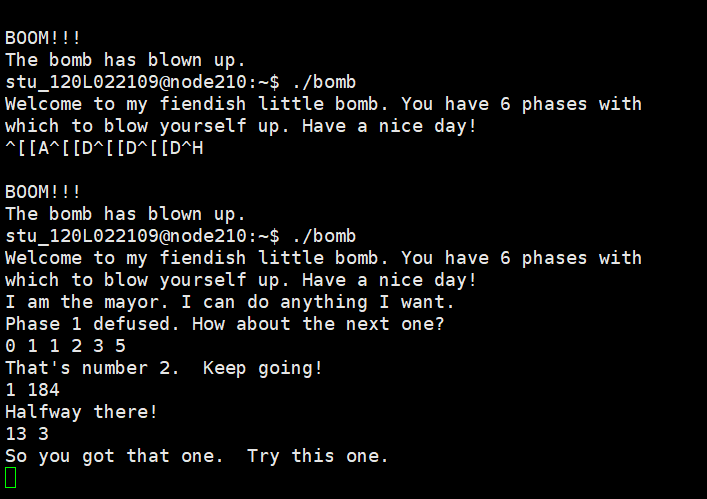 BOOM!!!
The bomb has blown up.
stu_120L022109@node210:~$ ./bomb
Welcome to my fiendish little bomb. You have 6 phases with
which to blow yourself up. Have a nice day!
^[[A^[[D^[[D^[[D^H
BOOM!!!
The bomb has blown up.
stu_120L022109@node210:~$ ./bomb
Welcome to my fiendish little bomb. You have 6 phases with
which to blow yourself up. Have a nice day!
I am the mayor. I can do anything I want.
Phase 1 defused. How about the next one?
0 1 1 2 3 5
That's number 2.  Keep going!
1 184
Halfway there!
13 3
So you got that one.  Try this one.